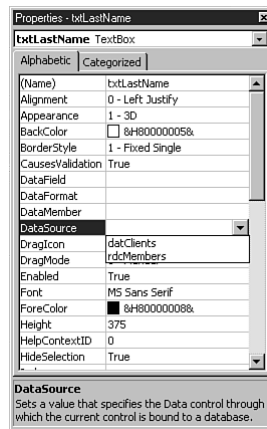 Properties - txtLastName
txtLastName TextBox
Alphabetic Categorized
(Name) txtLastName
Alignment 0 - Left Justify
Appearance 1 - 3D
BackColor &H80000005&
BorderStyle 1 - Fixed Single
CausesValidation True
DataField
DataFormat
DataMember
DataSource
DragIcon datClients
DragMode rdcMembers
Enabled True
Font MS Sans Serif
ForeColor &H80000008&
Height 375
HelpContextID 0
HideSelection True
DataSource
Sets a value that specifies the Data control through
which the current control is bound to a database.